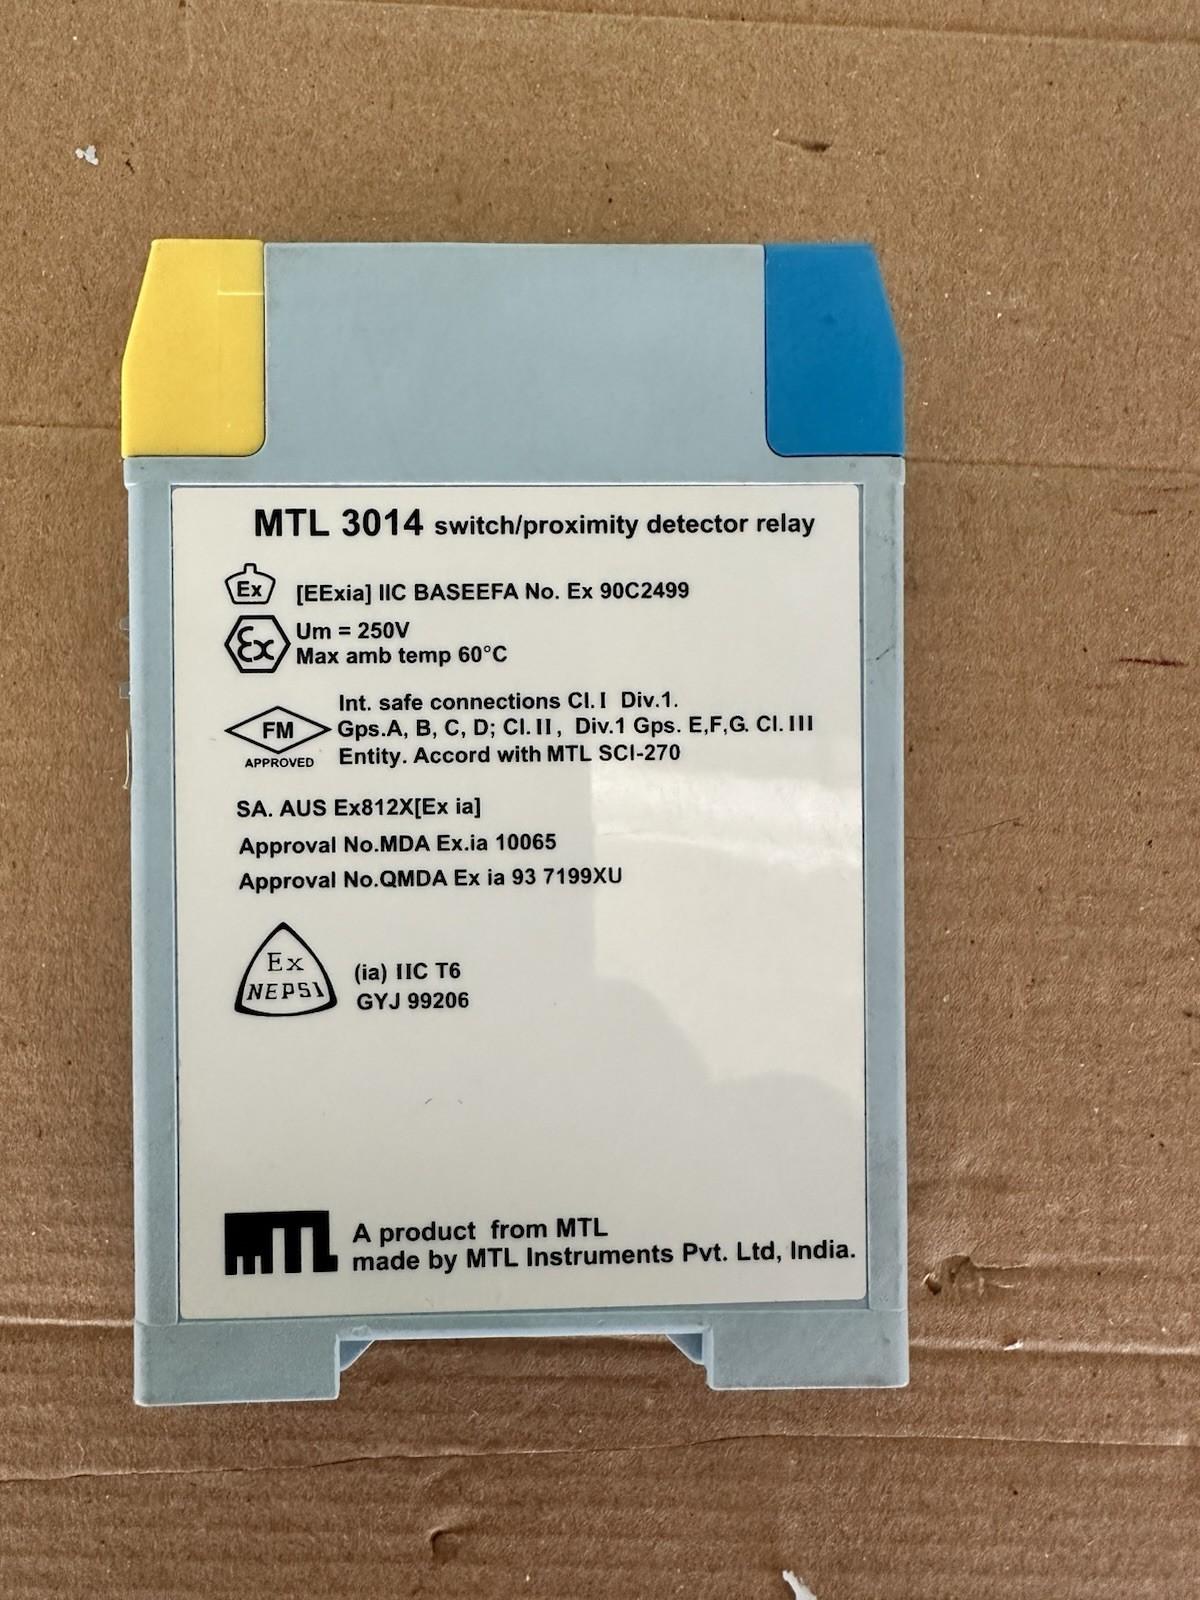 MTL 3014 switch/proximity detector relay
Ex [EExia] IIC BASEEFA No. Ex 90C2499
Ex Um = 250V
Max amb temp 60°C
Int. safe connections Cl. I Div.1.
FM Gps.A, B, C, D; Cl. II, Div.1 Gps. E,F,G. Cl. III
APPROVED Entity. Accord with MTL SCI-270
SA. AUS Ex812X[Ex ia]
Approval No.MDA Ex.ia 10065
Approval No.QMDA Ex ia 93 7199XU
Ex
NEPSI
(ia) IIC T6
GYJ 99206
MTL
A product from MTL
made by MTL Instruments Pvt. Ltd, India.